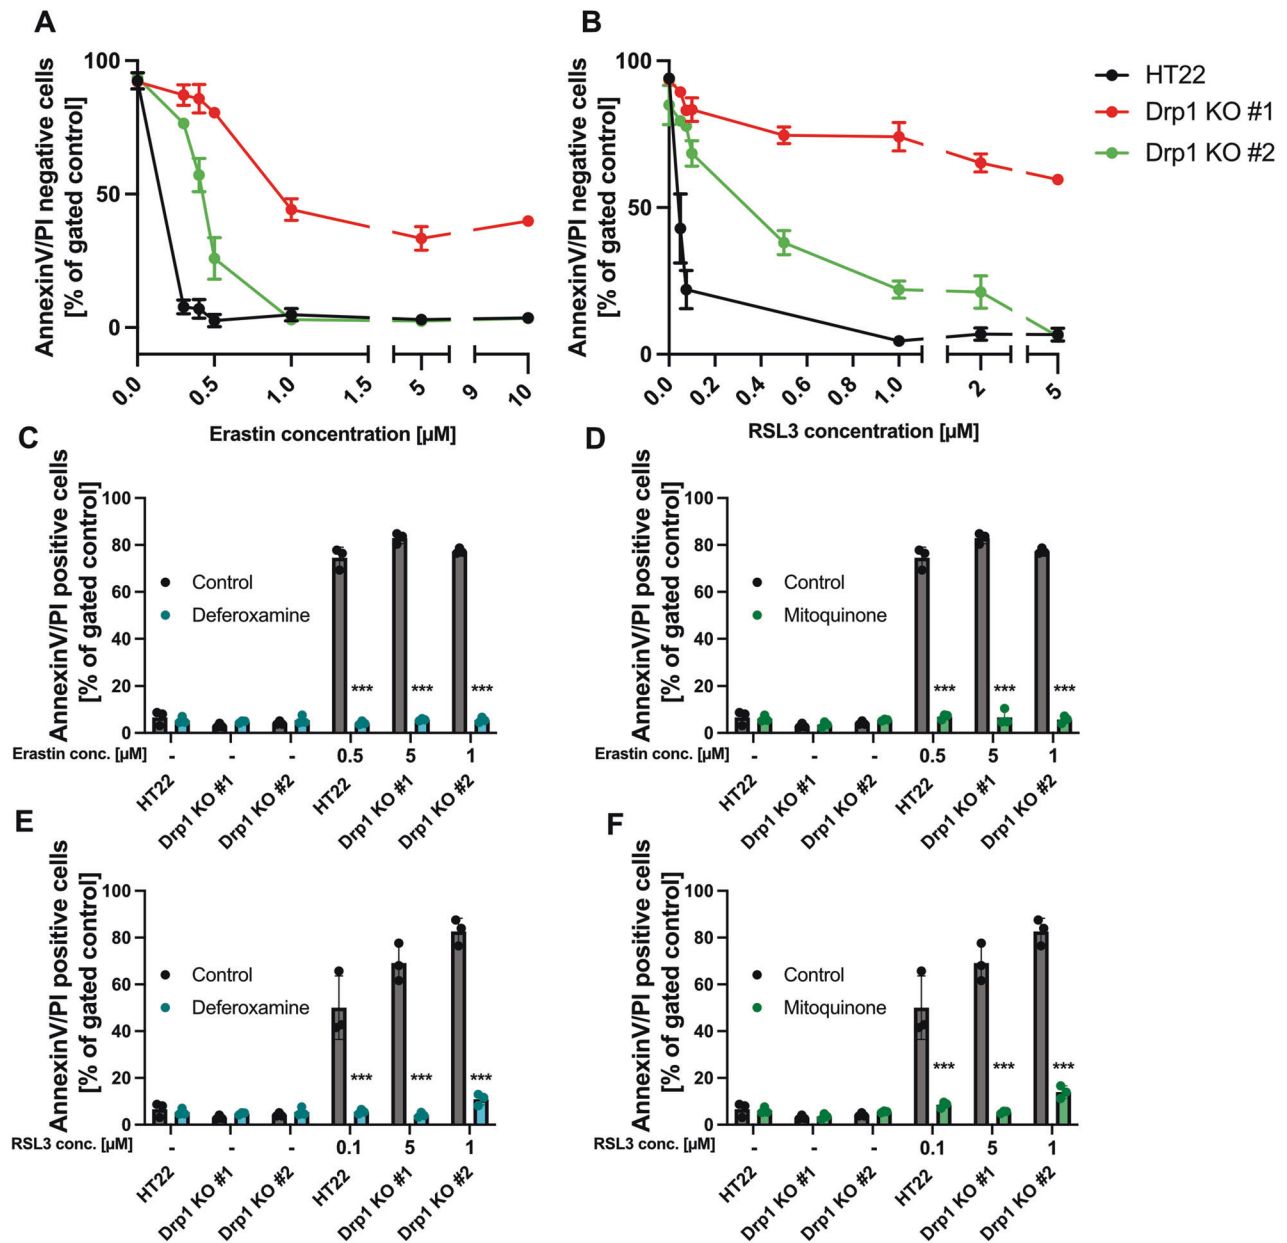 A
AnnexinV/PI negative cells
[% of gated control]
100
50
0
0.0
0.5
1.0
1.5
5
9
10
Erastin concentration [µM]
B
AnnexinV/PI negative cells
[% of gated control]
100
50
0
0.0
0.2
0.4
0.6
0.8
1.0
2
5
RSL3 concentration [µM]
HT22
Drp1 KO #1
Drp1 KO #2
C
AnnexinV/PI positive cells
[% of gated control]
100
80
60
40
20
0
Control
Deferoxamine
*** *** ***
Erastin conc. [µM] - - - 0.5 5 1
HT22
Drp1 KO #1
Drp1 KO #2
HT22
Drp1 KO #1
Drp1 KO #2
D
AnnexinV/PI positive cells
[% of gated control]
100
80
60
40
20
0
Control
Mitoquinone
*** *** ***
Erastin conc. [µM] - - - 0.5 5 1
HT22
Drp1 KO #1
Drp1 KO #2
HT22
Drp1 KO #1
Drp1 KO #2
E
AnnexinV/PI positive cells
[% of gated control]
100
80
60
40
20
0
Control
Deferoxamine
*** *** ***
RSL3 conc. [µM] - - - 0.1 5 1
HT22
Drp1 KO #1
Drp1 KO #2
HT22
Drp1 KO #1
Drp1 KO #2
F
AnnexinV/PI positive cells
[% of gated control]
100
80
60
40
20
0
Control
Mitoquinone
*** *** ***
RSL3 conc. [µM] - - - 0.1 5 1
HT22
Drp1 KO #1
Drp1 KO #2
HT22
Drp1 KO #1
Drp1 KO #2